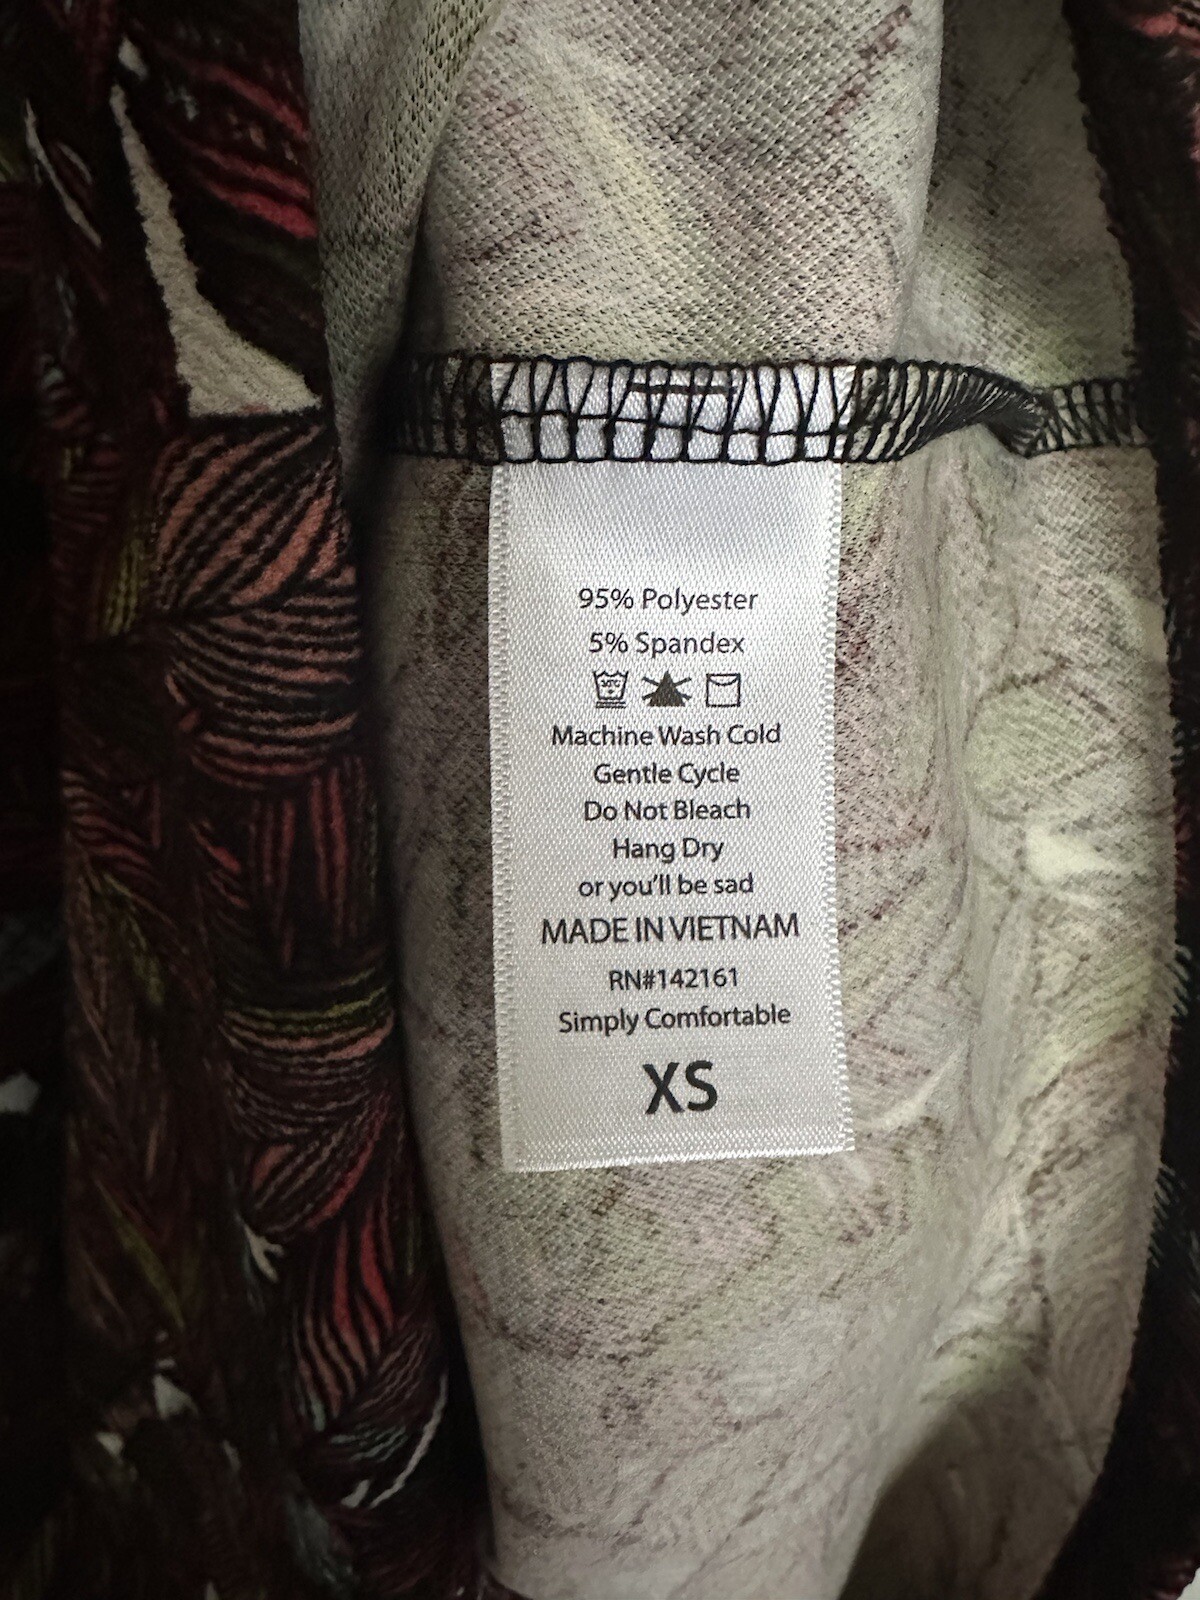 95% Polyester
5% Spandex
30°C
Machine Wash Cold
Gentle Cycle
Do Not Bleach
Hang Dry
or you'll be sad
MADE IN VIETNAM
RN#142161
Simply Comfortable
XS